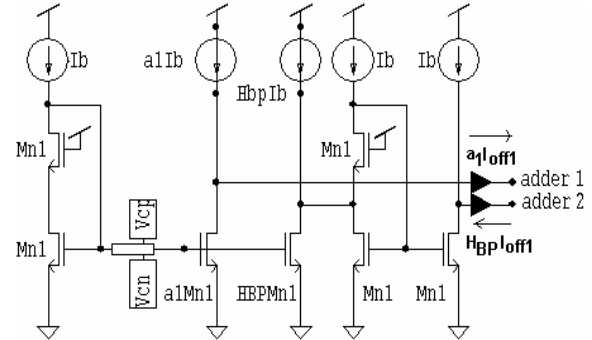 Ib
a1Ib
HbpIb
Ib
Ib
Mn1
Mn1
a1Ioff1
adder 1
adder 2
HBPIoff1
Mn1
Vcp
Vcn
a1Mn1
HBPMn1
Mn1
Mn1